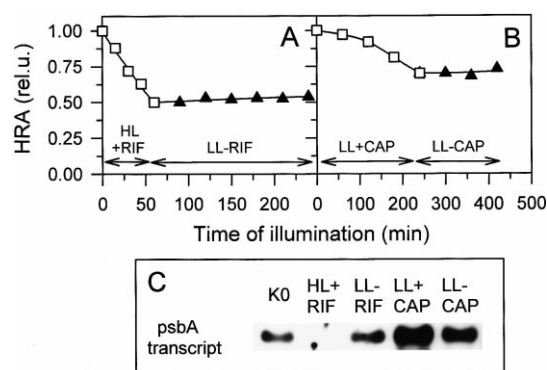 1.00
0.75
0.50
0.25
0.00
HRA (rel.u.)
A
HL
+RIF
LL-RIF
B
LL+CAP
LL-CAP
0 50 100 150 200 0 100 200 300 400 500
Time of illumination (min)
C
K0
HL+
RIF
LL-
RIF
LL+
CAP
LL-
CAP
psbA
transcript